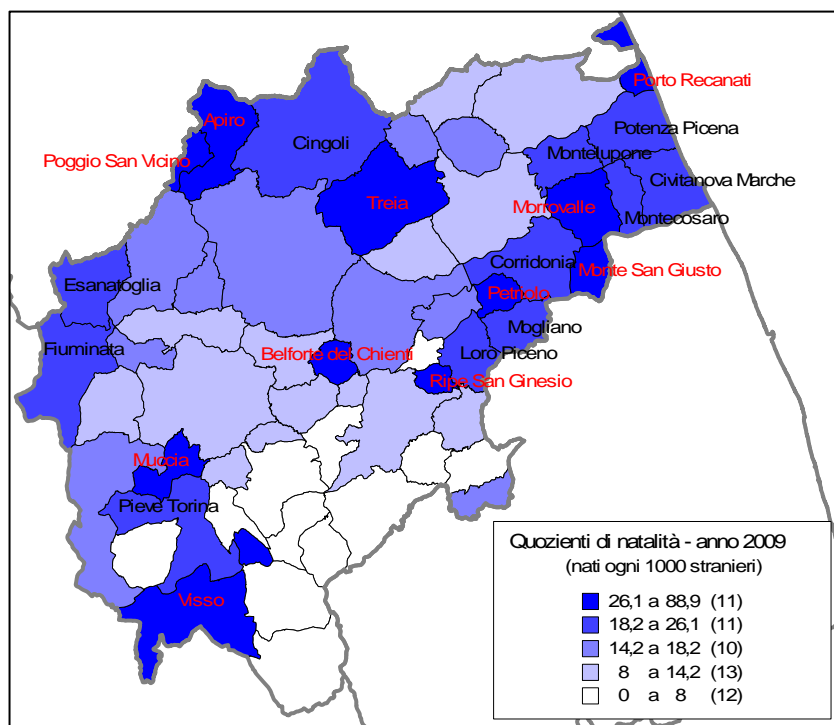 Porto Recanati
Apiro
Potenza Picena
Cingoli
Montelupone
Poggio San Vicino
Civitanova Marche
Treia
Morrovalle
Montecosaro
Corridonia
Monte San Giusto
Esanatoglia
Petriolo
Mogliano
Fiuminata
Belforte del Chienti
Loro Piceno
Ripe San Ginesio
Muccia
Pieve Torina
Visso
Quozienti di natalità - anno 2009
(nati ogni 1000 stranieri)
26,1 a 88,9 (11)
18,2 a 26,1 (11)
14,2 a 18,2 (10)
8 a 14,2 (13)
0 a 8 (12)